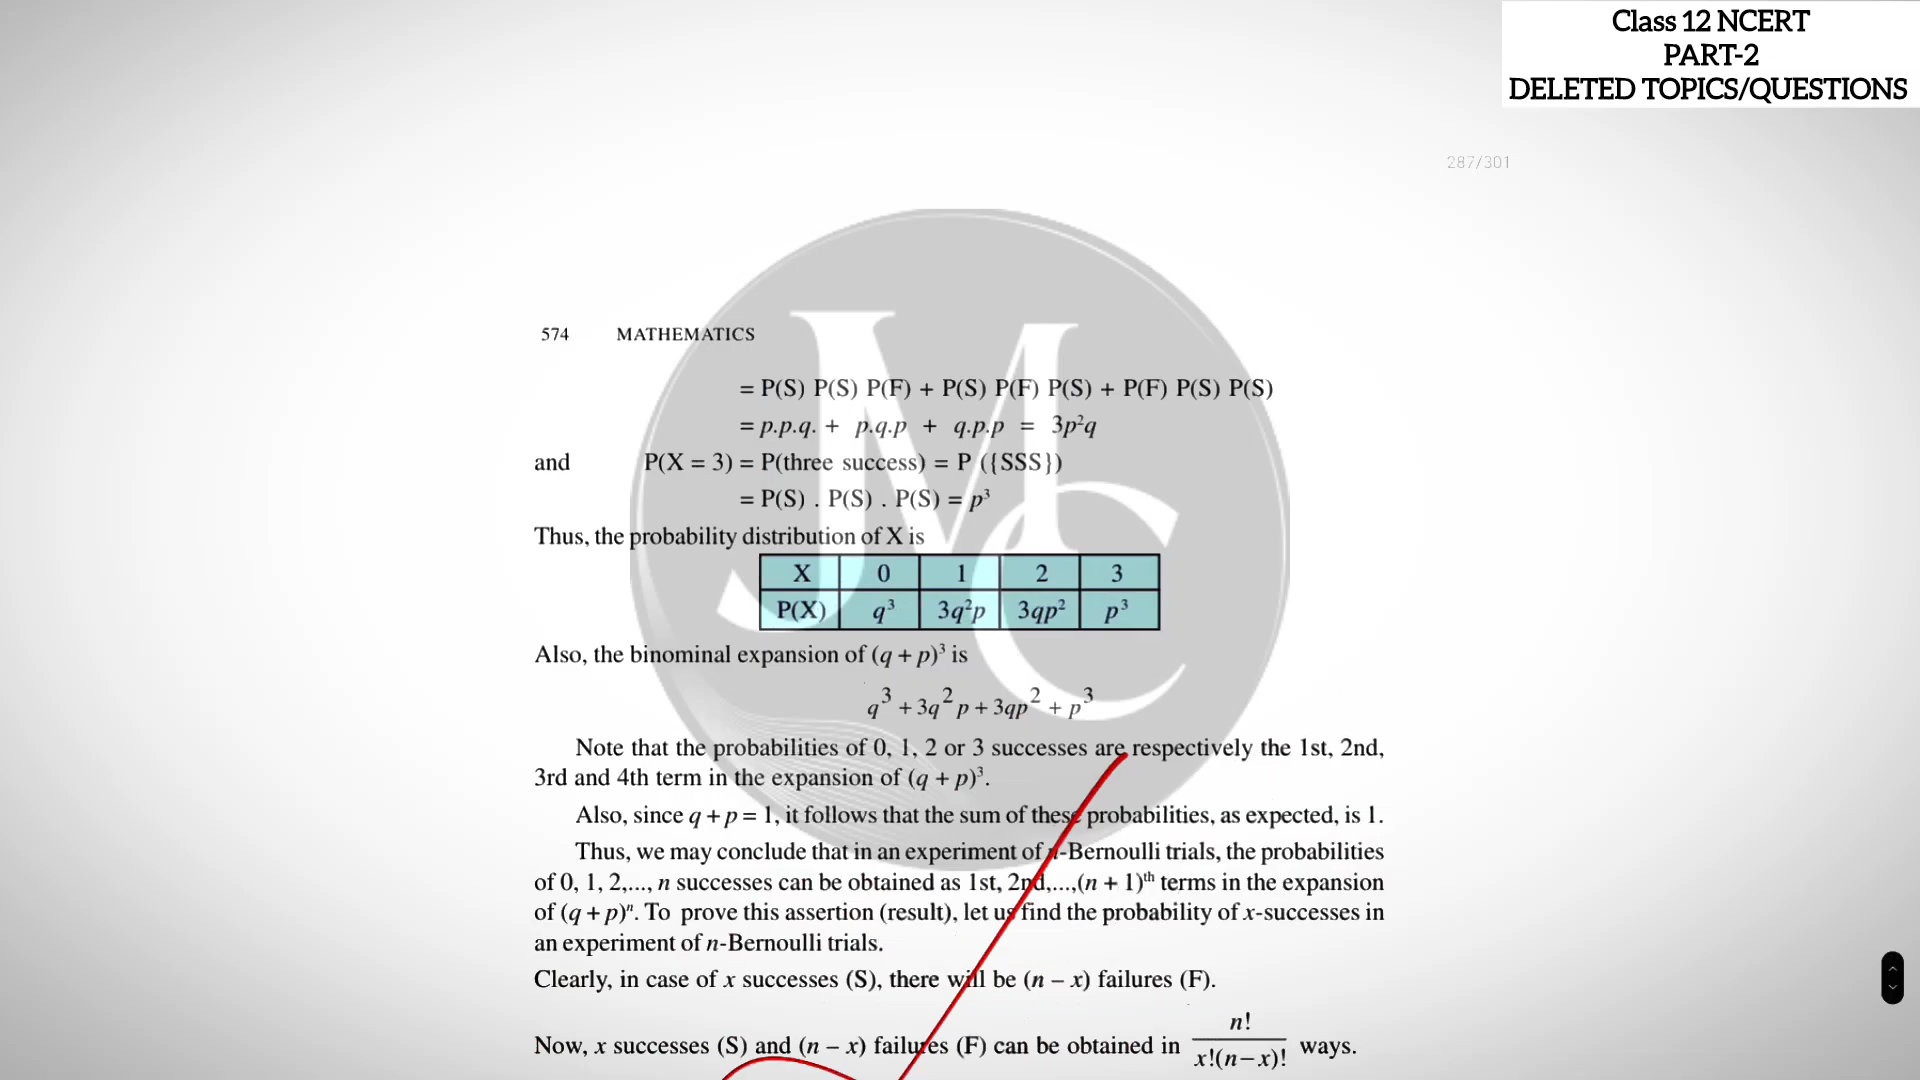 Class 12 NCERT
PART-2
DELETED TOPICS/QUESTIONS
287/301
574 MATHEMATICS
= P(S) P(S) P(F) + P(S) P(F) P(S) + P(F) P(S) P(S)
= p.p.q. + p.q.p + q.p.p = 3p²q
and P(X = 3) = P(three success) = P ({SSS})
= P(S) . P(S) . P(S) = p³
Thus, the probability distribution of X is
X 0 1 2 3
P(X) q³ 3q²p 3qp² p³
Also, the binominal expansion of (q + p)³ is
q³ + 3q²p + 3qp² + p³
Note that the probabilities of 0, 1, 2 or 3 successes are respectively the 1st, 2nd,
3rd and 4th term in the expansion of (q + p)³.
Also, since q + p = 1, it follows that the sum of these probabilities, as expected, is 1.
Thus, we may conclude that in an experiment of n-Bernoulli trials, the probabilities
of 0, 1, 2,..., n successes can be obtained as 1st, 2nd,...,(n + 1)th terms in the expansion
of (q + p)ⁿ. To prove this assertion (result), let us find the probability of x-successes in
an experiment of n-Bernoulli trials.
Clearly, in case of x successes (S), there will be (n – x) failures (F).
Now, x successes (S) and (n – x) failures (F) can be obtained in n!/x!(n–x)! ways.
JMC